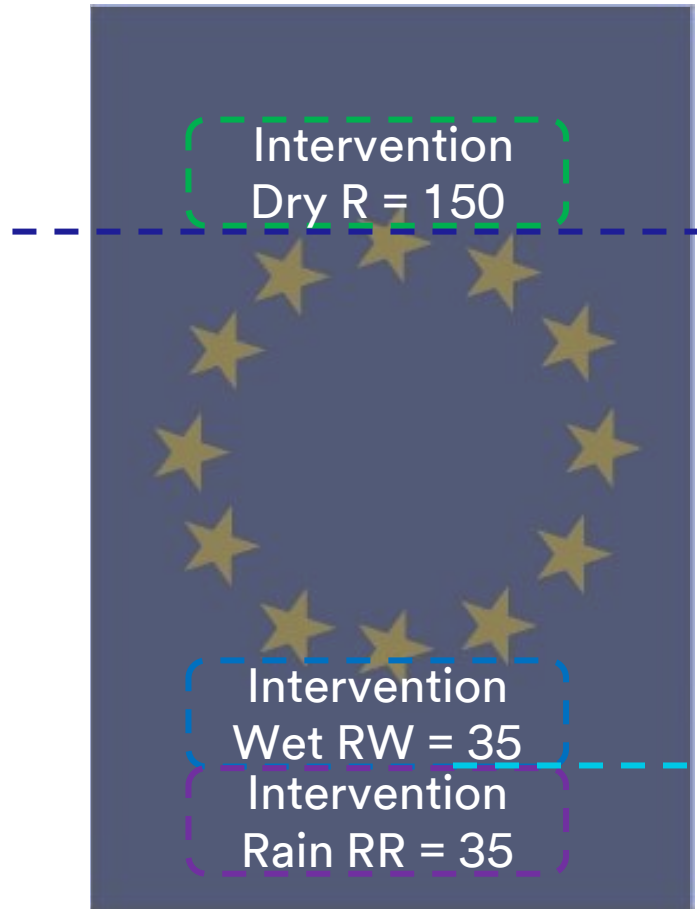 Intervention
Dry R = 150
Intervention
Wet RW = 35
Intervention
Rain RR = 35